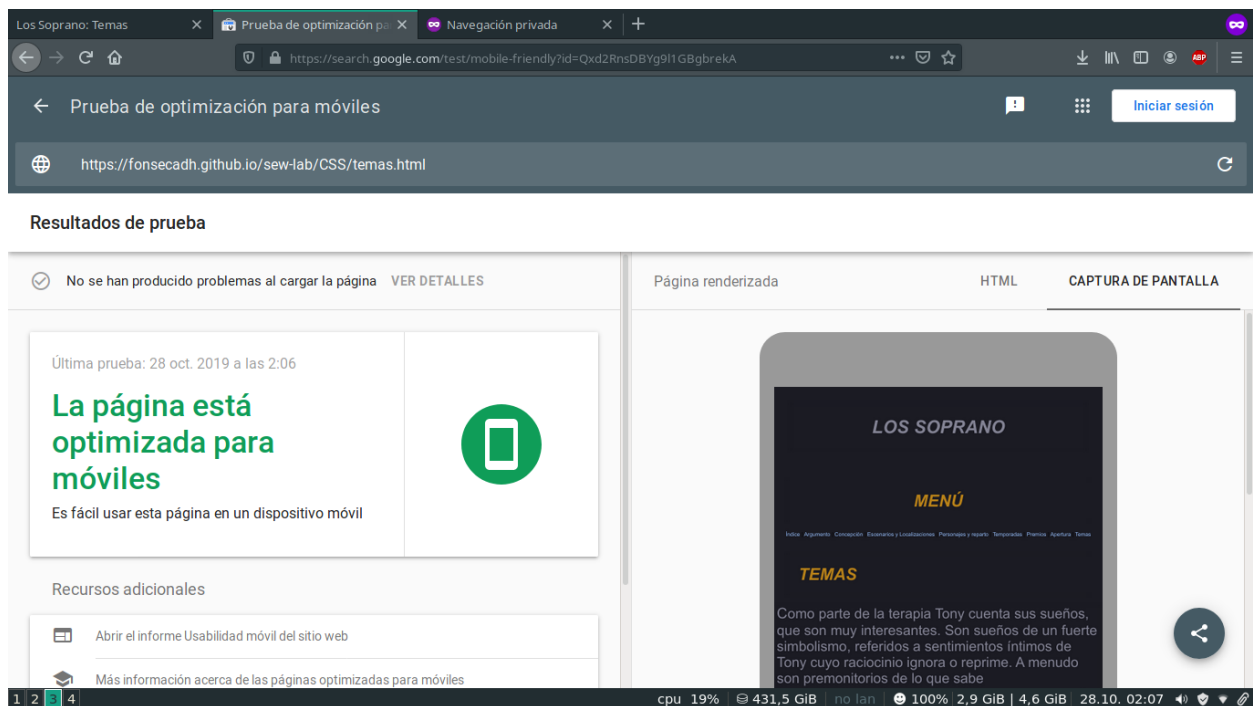 Los Soprano: Temas
Prueba de optimización pa
Navegación privada
https://search.google.com/test/mobile-friendly?id=Qxd2RnsDBYg9l1GBgbrekA
ABP
Prueba de optimización para móviles
Iniciar sesión
https://fonsecadh.github.io/sew-lab/CSS/temas.html
Resultados de prueba
No se han producido problemas al cargar la página VER DETALLES
Página renderizada
HTML
CAPTURA DE PANTALLA
Última prueba: 28 oct. 2019 a las 2:06
La página está
optimizada para
móviles
Es fácil usar esta página en un dispositivo móvil
Recursos adicionales
Abrir el informe Usabilidad móvil del sitio web
Más información acerca de las páginas optimizadas para móviles
LOS SOPRANO
MENÚ
Índice Argumento Concepción Escenarios y Localizaciones Personajes y reparto Temporadas Premios Apertura Temas
TEMAS
Como parte de la terapia Tony cuenta sus sueños,
que son muy interesantes. Son sueños de un fuerte
simbolismo, referidos a sentimientos íntimos de
Tony cuyo raciocinio ignora o reprime. A menudo
son premonitorios de lo que sabe
1 2 3 4
cpu 19% 431,5 GiB no lan 100% 2,9 GiB | 4,6 GiB 28.10. 02:07